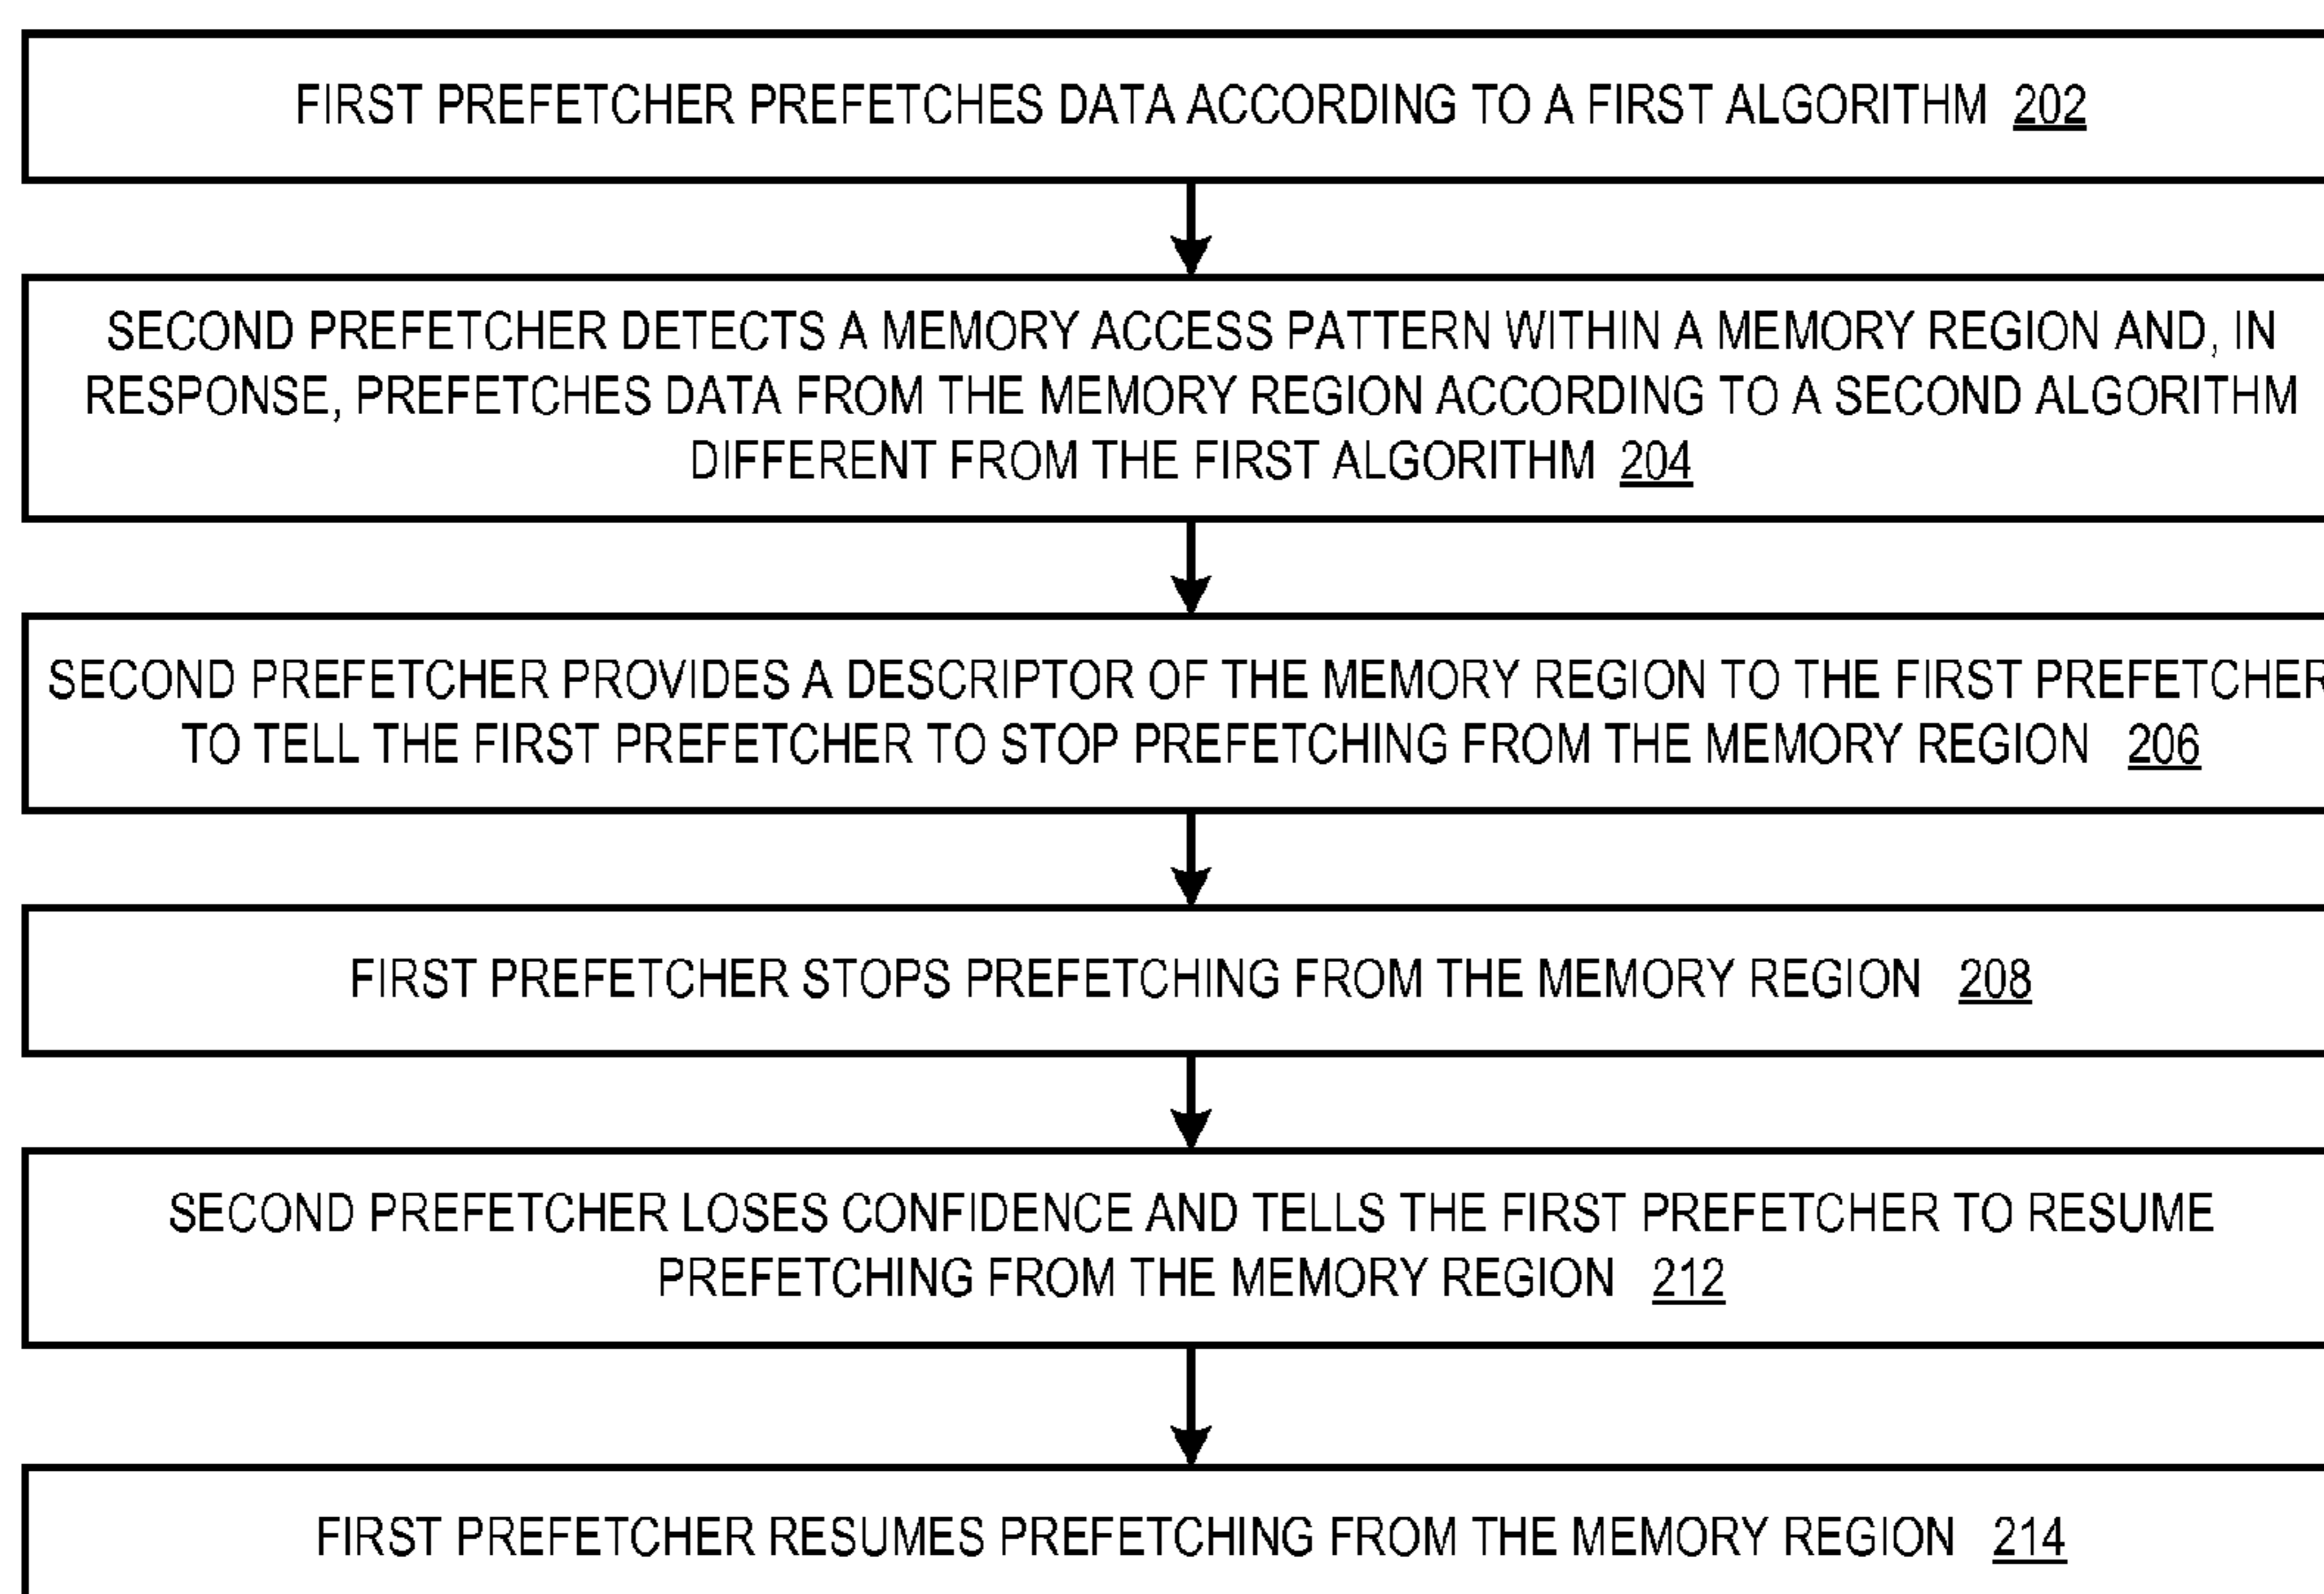 FIRST PREFETCHER PREFETCHES DATA ACCORDING TO A FIRST ALGORITHM 202
SECOND PREFETCHER DETECTS A MEMORY ACCESS PATTERN WITHIN A MEMORY REGION AND, IN
RESPONSE, PREFETCHES DATA FROM THE MEMORY REGION ACCORDING TO A SECOND ALGORITHM
DIFFERENT FROM THE FIRST ALGORITHM 204
SECOND PREFETCHER PROVIDES A DESCRIPTOR OF THE MEMORY REGION TO THE FIRST PREFETCHER
TO TELL THE FIRST PREFETCHER TO STOP PREFETCHING FROM THE MEMORY REGION 206
FIRST PREFETCHER STOPS PREFETCHING FROM THE MEMORY REGION 208
SECOND PREFETCHER LOSES CONFIDENCE AND TELLS THE FIRST PREFETCHER TO RESUME
PREFETCHING FROM THE MEMORY REGION 212
FIRST PREFETCHER RESUMES PREFETCHING FROM THE MEMORY REGION 214